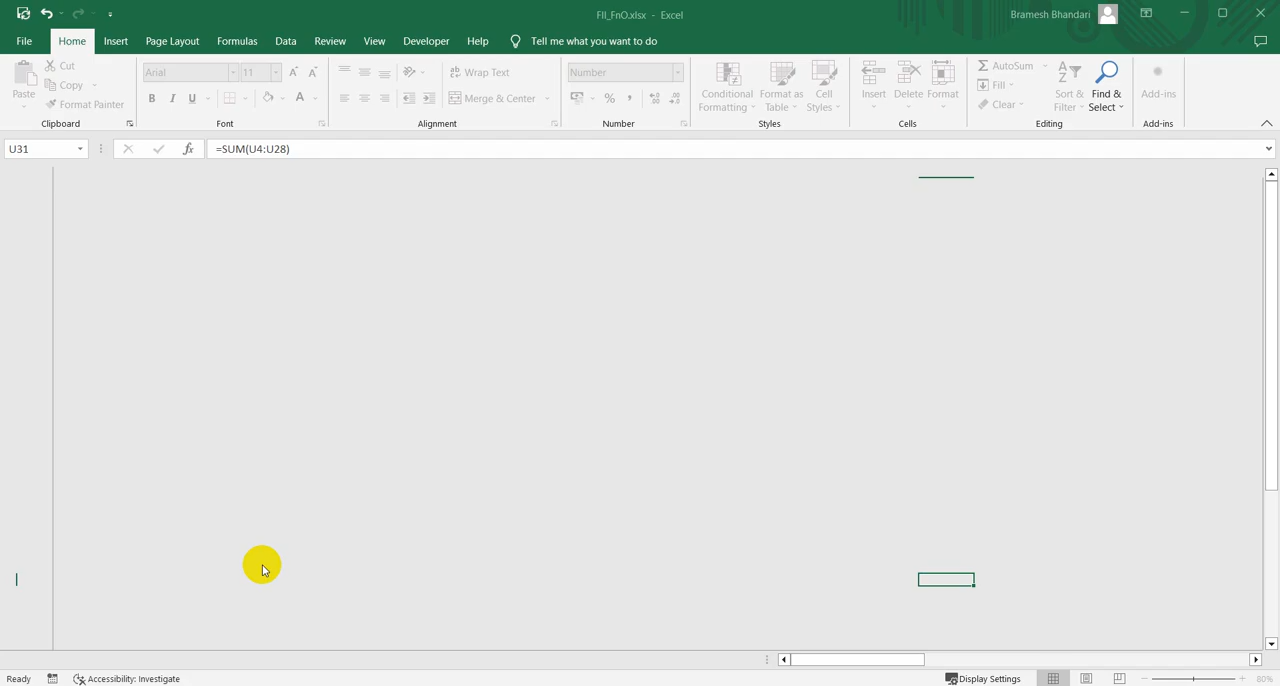 FII_FnO.xlsx - Excel
Bramesh Bhandari
File Home Insert Page Layout Formulas Data Review View Developer Help Tell me what you want to do
Paste
Cut
Copy
Format Painter
Clipboard
Arial 11
B I U
Font
Wrap Text
Merge & Center
Alignment
Number
%
Number
Conditional Formatting
Format as Table
Cell Styles
Styles
Insert Delete Format
Cells
AutoSum
Fill
Clear
Sort & Filter
Find & Select
Editing
Add-ins
Add-ins
U31 fx =SUM(U4:U28)
Ready Accessibility: Investigate Display Settings 80%